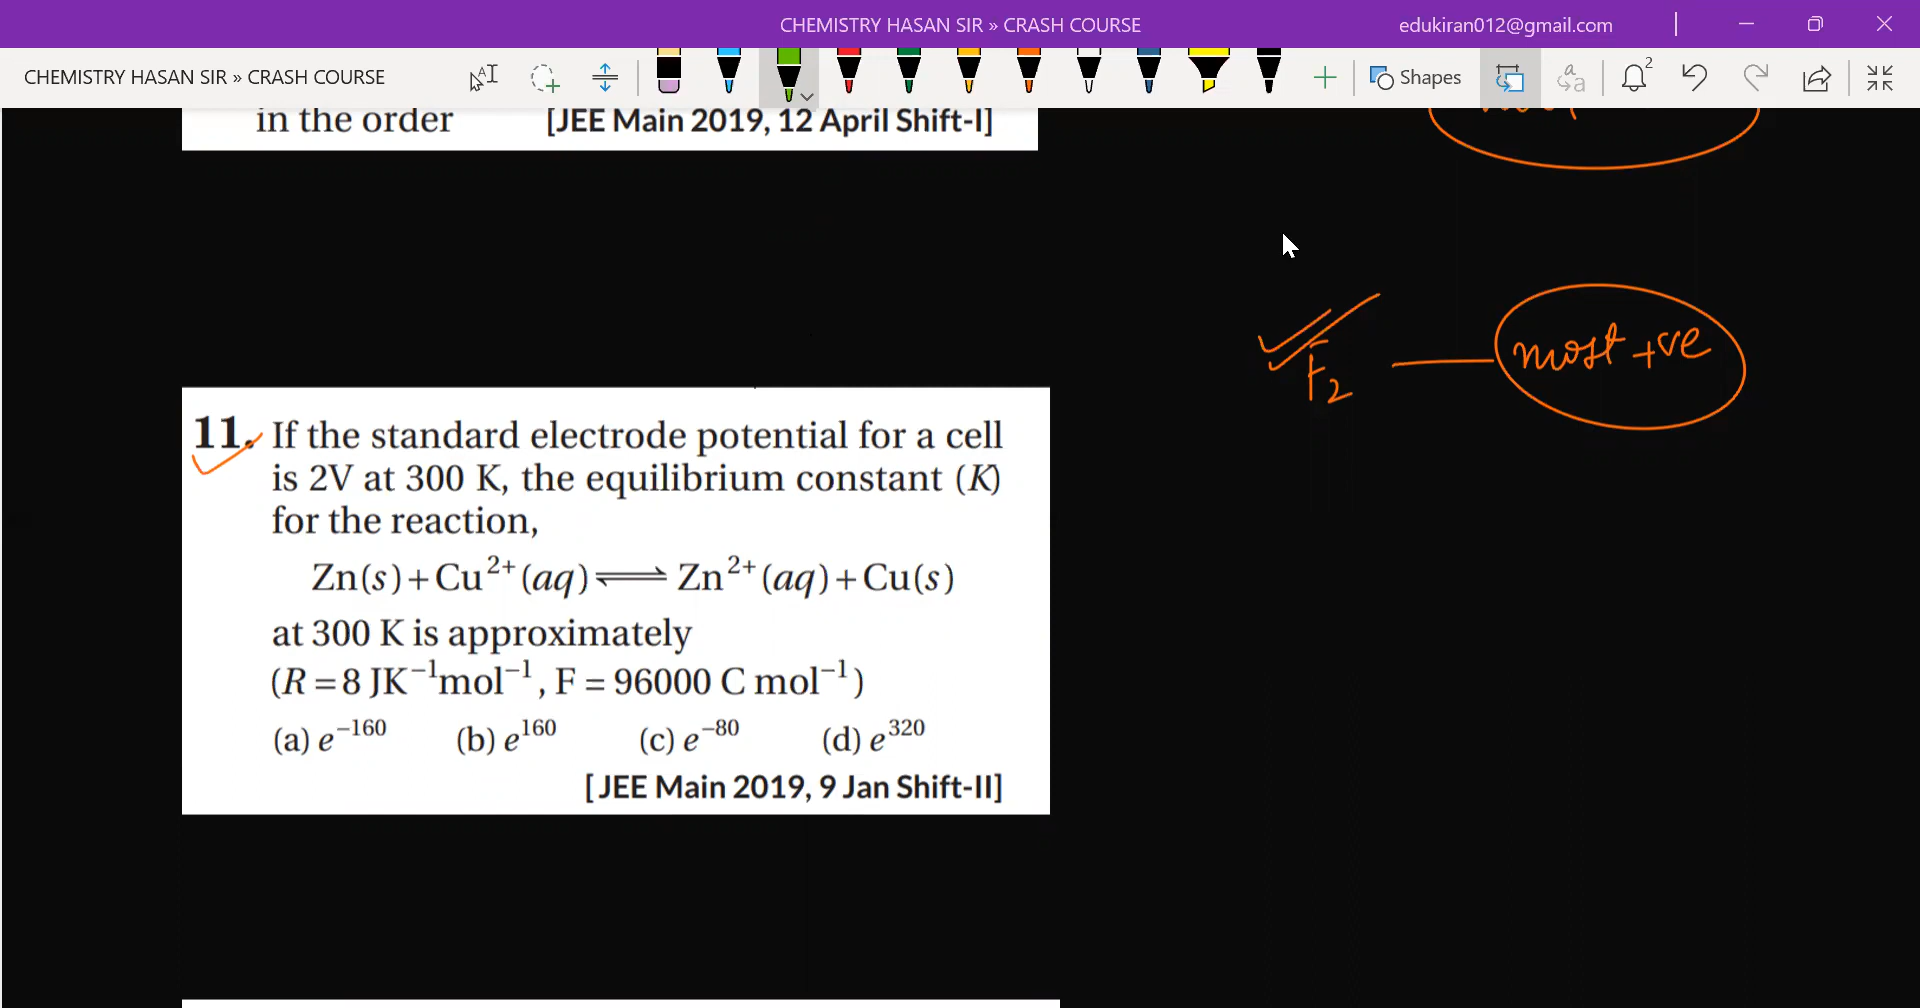 CHEMISTRY HASAN SIR » CRASH COURSE
edukiran012@gmail.com
CHEMISTRY HASAN SIR » CRASH COURSE
Shapes
2
in the order [JEE Main 2019, 12 April Shift-I]
F₂ — most +ve
11. If the standard electrode potential for a cell
is 2V at 300 K, the equilibrium constant (K)
for the reaction,
Zn(s)+Cu²⁺(aq) ⇌ Zn²⁺(aq)+Cu(s)
at 300 K is approximately
(R = 8 JK⁻¹mol⁻¹, F = 96000 C mol⁻¹)
(a) e⁻¹⁶⁰ (b) e¹⁶⁰ (c) e⁻⁸⁰ (d) e³²⁰
[JEE Main 2019, 9 Jan Shift-II]